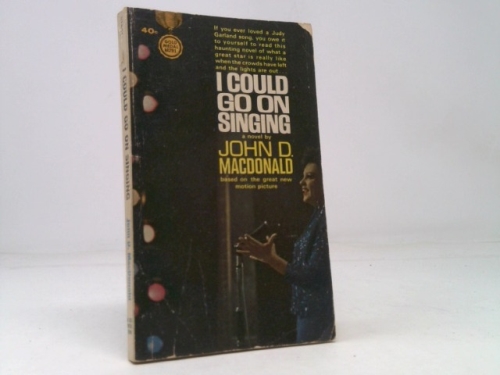 40¢
If you ever loved a Judy
Garland song, you owe it
to yourself to read this
haunting novel of what a
great star is really like
when the crowds have left
and the lights are out...
I COULD
GO ON
SINGING
a novel by
JOHN D.
MACDONALD
based on the great new
motion picture
I COULD GO ON SINGING
John D. MacDonald